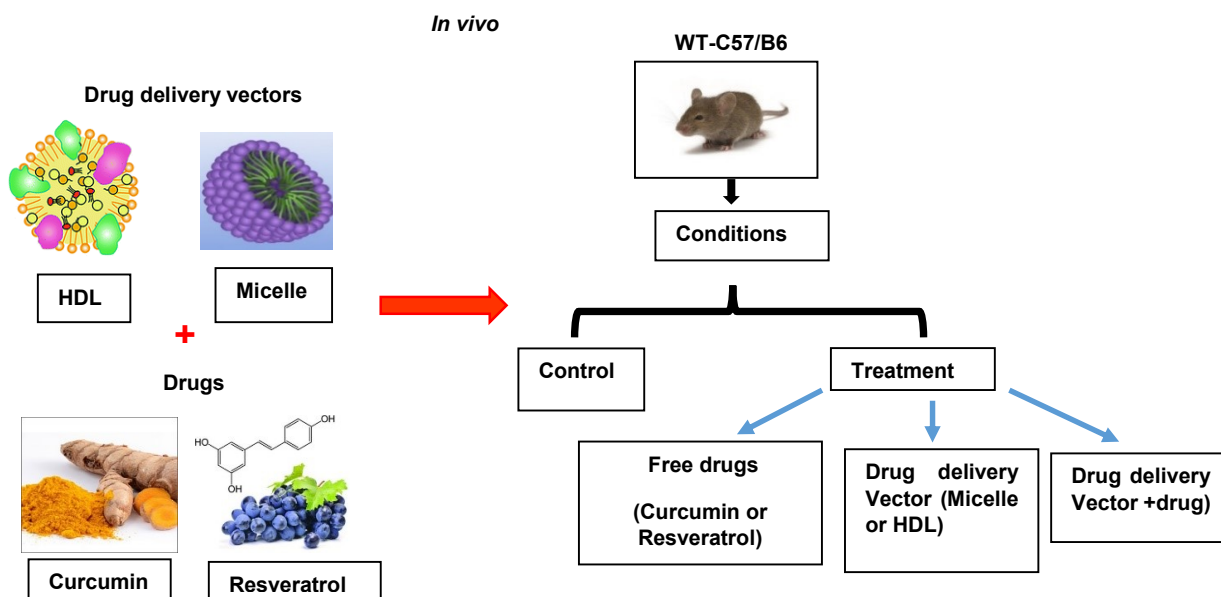 In vivo
Drug delivery vectors
HDL
Micelle
+
Drugs
HO
OH
OH
Curcumin
Resveratrol
WT-C57/B6
Conditions
Control
Treatment
Free drugs
(Curcumin or
Resveratrol)
Drug delivery
Vector (Micelle
or HDL)
Drug delivery
Vector +drug)